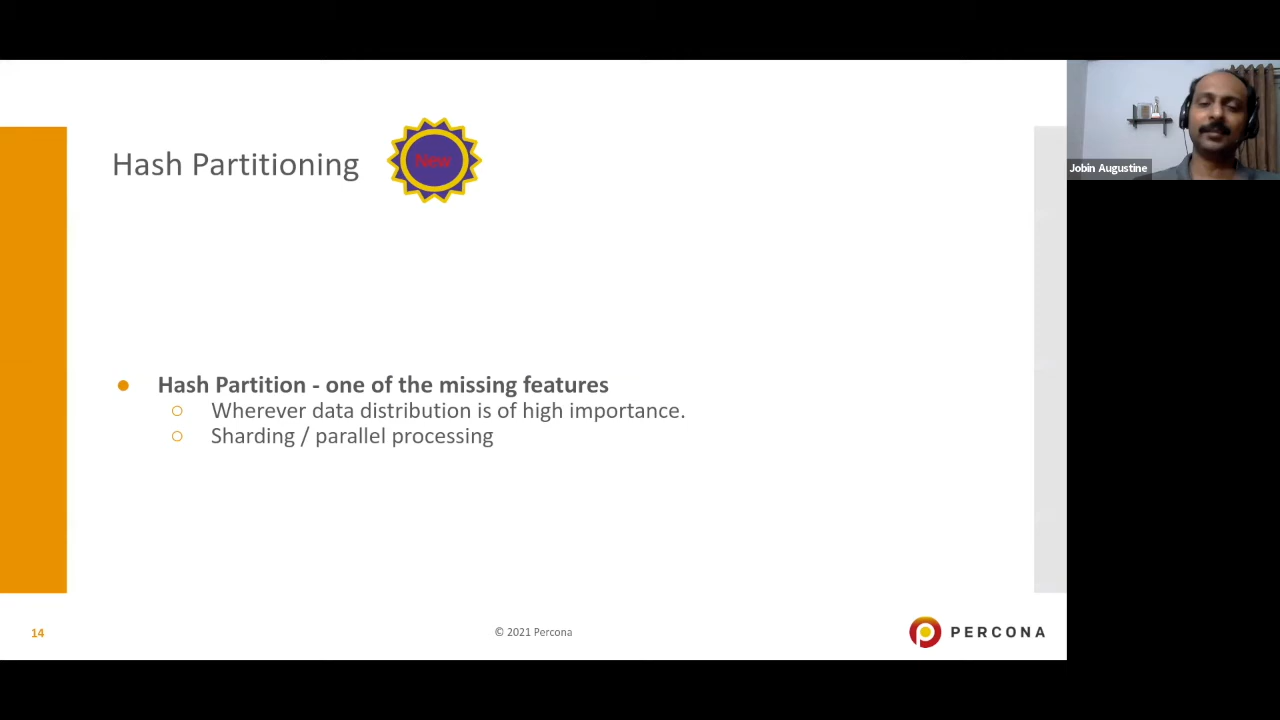 Hash Partitioning
New
Jobin Augustine
Hash Partition - one of the missing features
Wherever data distribution is of high importance.
Sharding / parallel processing
14
© 2021 Percona
PERCONA